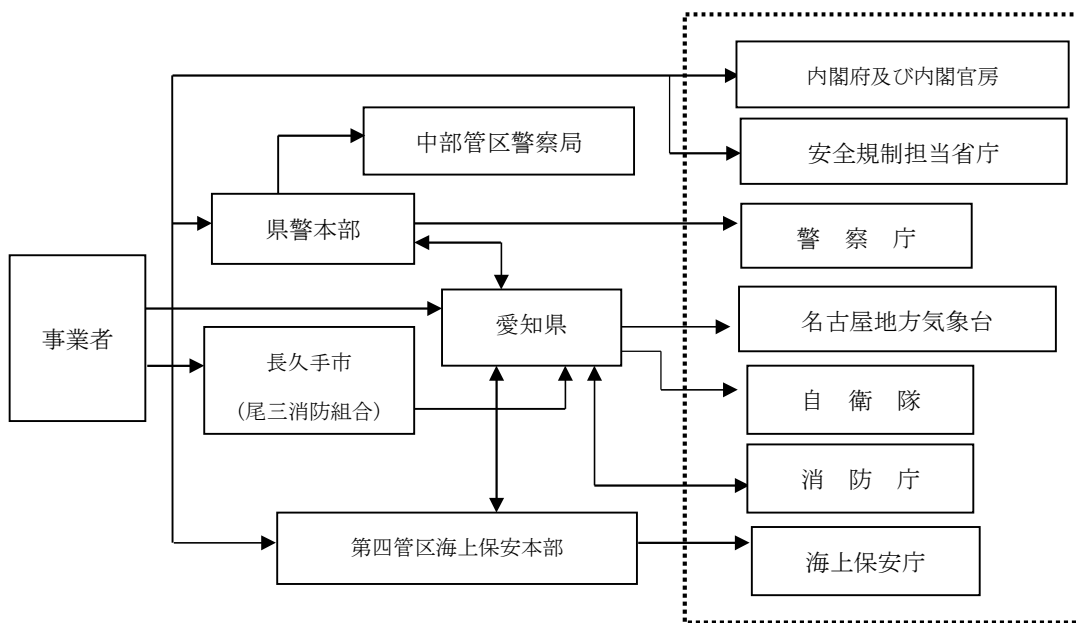 内閣府及び内閣官房
中部管区警察局
安全規制担当省庁
県警本部
警　察　庁
事業者
愛知県
名古屋地方気象台
長久手市
(尾三消防組合)
自　衛　隊
消　防　庁
第四管区海上保安本部
海上保安庁